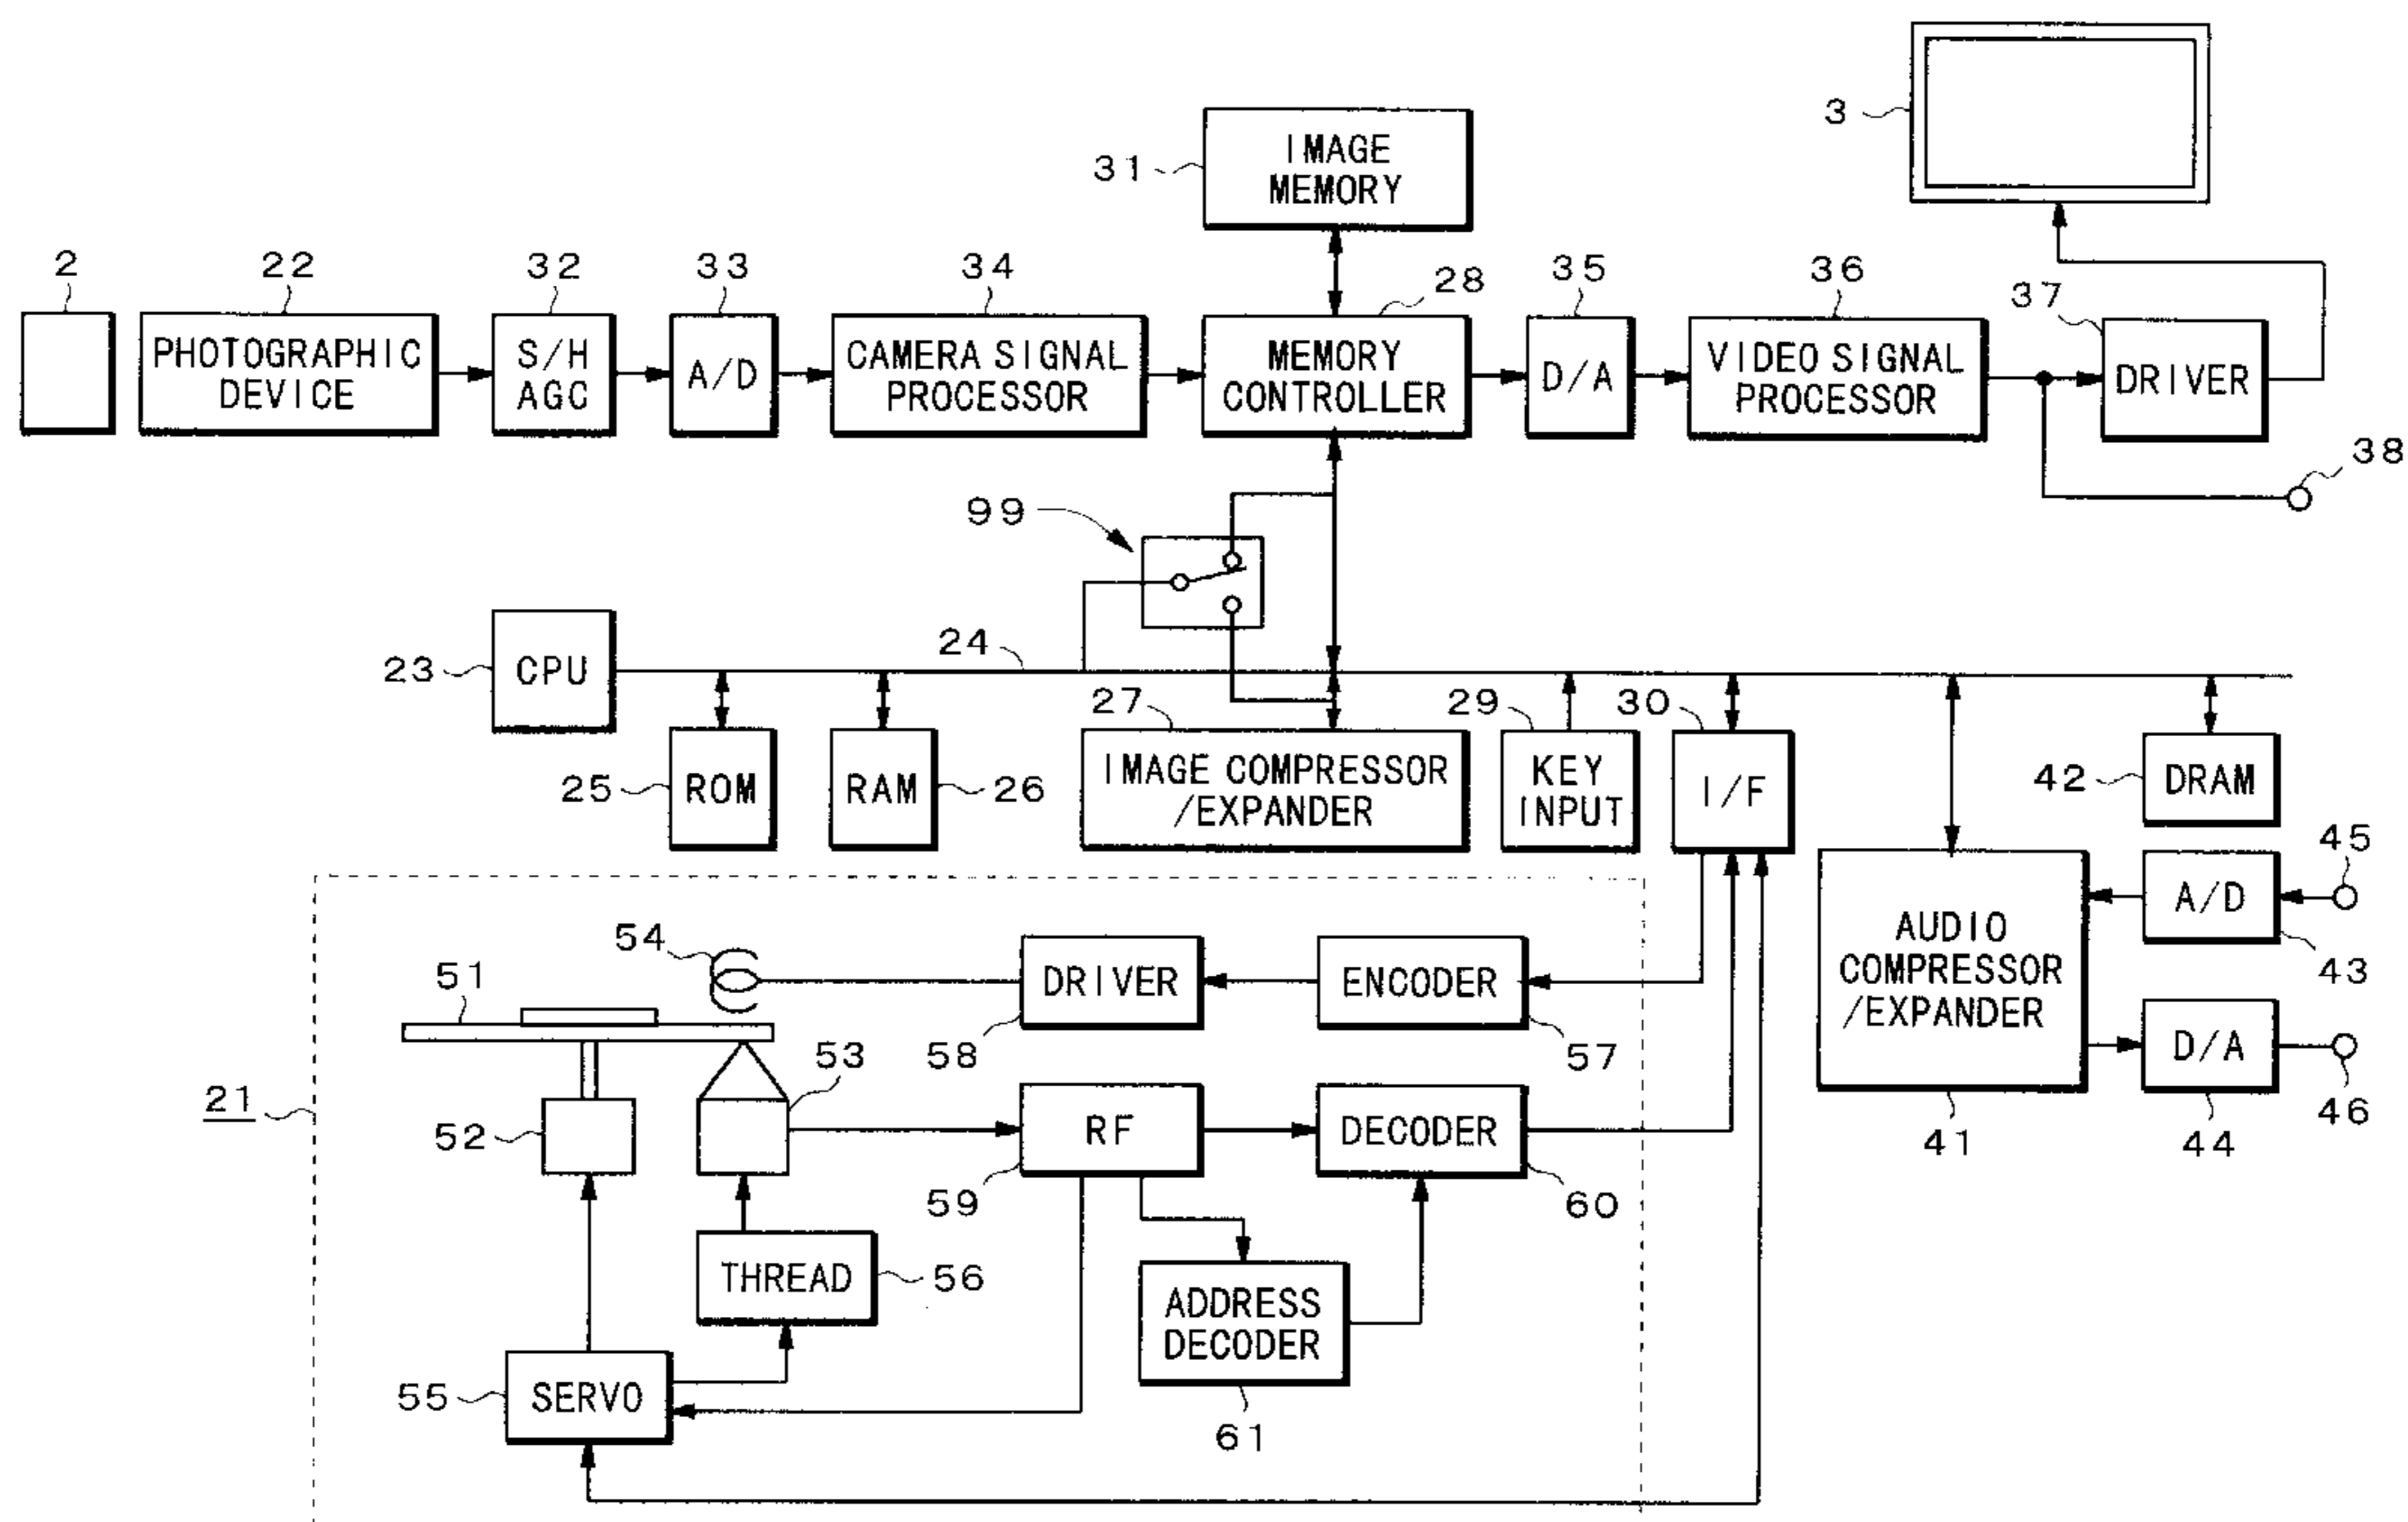 3
31
IMAGE
MEMORY
2
22
32
33
34
28
35
36
37
PHOTOGRAPHIC
DEVICE
S/H
AGC
A/D
CAMERA SIGNAL
PROCESSOR
MEMORY
CONTROLLER
D/A
VIDEO SIGNAL
PROCESSOR
DRIVER
38
99
23
CPU
24
27
29
30
25
ROM
RAM
26
IMAGE COMPRESSOR
/EXPANDER
KEY
INPUT
I/F
42
DRAM
45
A/D
43
AUDIO
COMPRESSOR
/EXPANDER
D/A
46
41
44
54
51
DRIVER
ENCODER
58
57
53
21
52
RF
DECODER
59
60
THREAD
56
ADDRESS
DECODER
55
SERVO
61